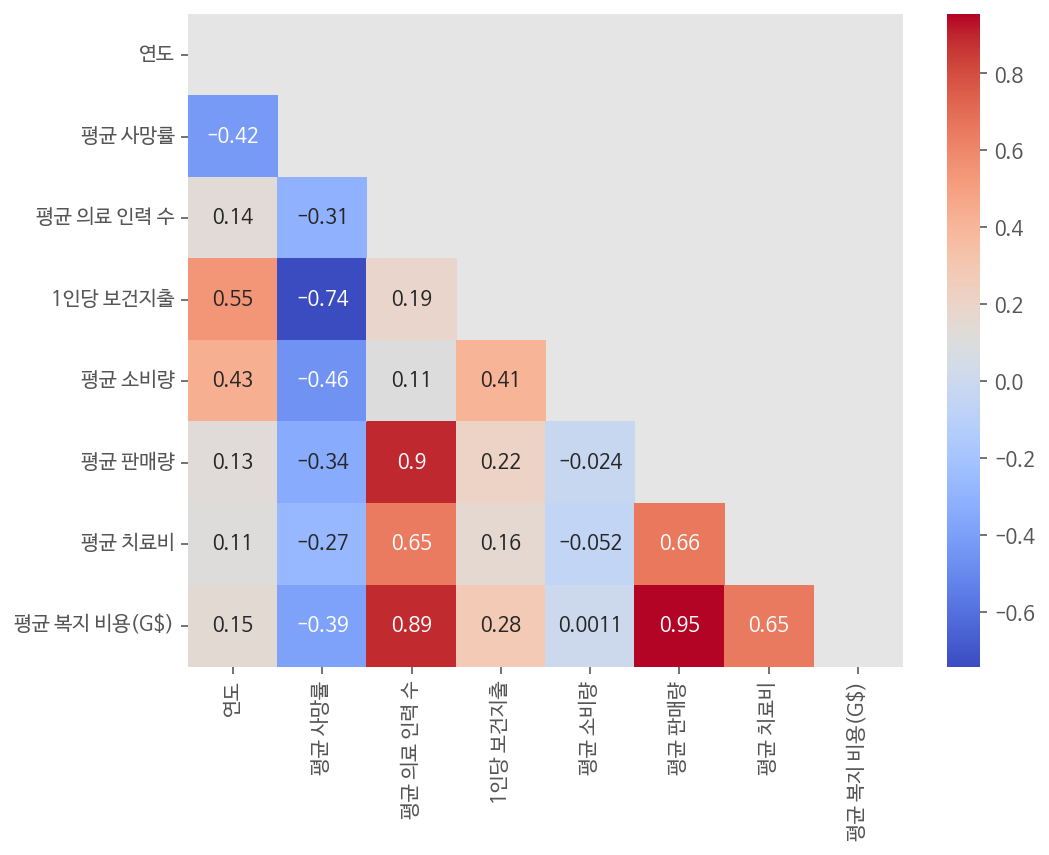 연도
평균 사망률 -0.42
평균 의료 인력 수 0.14 -0.31
1인당 보건지출 0.55 -0.74 0.19
평균 소비량 0.43 -0.46 0.11 0.41
평균 판매량 0.13 -0.34 0.9 0.22 -0.024
평균 치료비 0.11 -0.27 0.65 0.16 -0.052 0.66
평균 복지 비용(G$) 0.15 -0.39 0.89 0.28 0.0011 0.95 0.65
연도
평균 사망률
평균 의료 인력 수
1인당 보건지출
평균 소비량
평균 판매량
평균 치료비
평균 복지 비용(G$)
0.8
0.6
0.4
0.2
0.0
-0.2
-0.4
-0.6